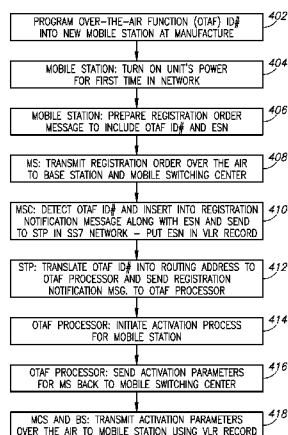 PROGRAM OVER-THE-AIR FUNCTION (OTAF) ID#
INTO NEW MOBILE STATION AT MANUFACTURE
402
MOBILE STATION: TURN ON UNIT'S POWER
FOR FIRST TIME IN NETWORK
404
MOBILE STATION: PREPARE REGISTRATION ORDER
MESSAGE TO INCLUDE OTAF ID# AND ESN
406
MS: TRANSMIT REGISTRATION ORDER OVER THE AIR
TO BASE STATION AND MOBILE SWITCHING CENTER
408
MSC: DETECT OTAF ID# AND INSERT INTO REGISTRATION
NOTIFICATION MESSAGE ALONG WITH ESN AND SEND
TO STP IN SS7 NETWORK - PUT ESN IN VLR RECORD
410
STP: TRANSLATE OTAF ID# INTO ROUTING ADDRESS TO
OTAF PROCESSOR AND SEND REGISTRATION
NOTIFICATION MSG. TO OTAF PROCESSOR
412
OTAF PROCESSOR: INITIATE ACTIVATION PROCESS
FOR MOBILE STATION
414
OTAF PROCESSOR: SEND ACTIVATION PARAMETERS
FOR MS BACK TO MOBILE SWITCHING CENTER
416
MCS AND BS: TRANSMIT ACTIVATION PARAMETERS
OVER THE AIR TO MOBILE STATION USING VLR RECORD
418